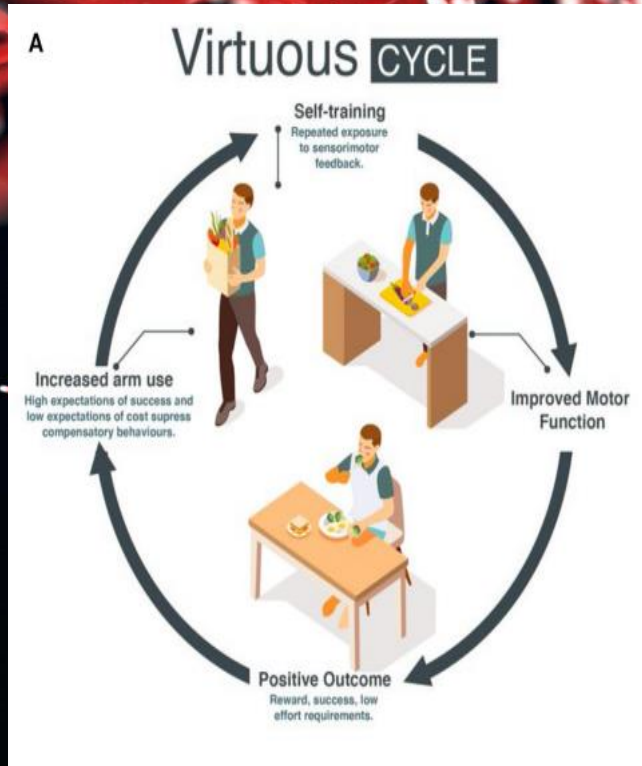 A
Virtuous CYCLE
Self-training
Repeated exposure
to sensorimotor
feedback.
Improved Motor
Function
Positive Outcome
Reward, success, low
effort requirements.
Increased arm use
High expectations of success and
low expectations of cost supress
compensatory behaviours.